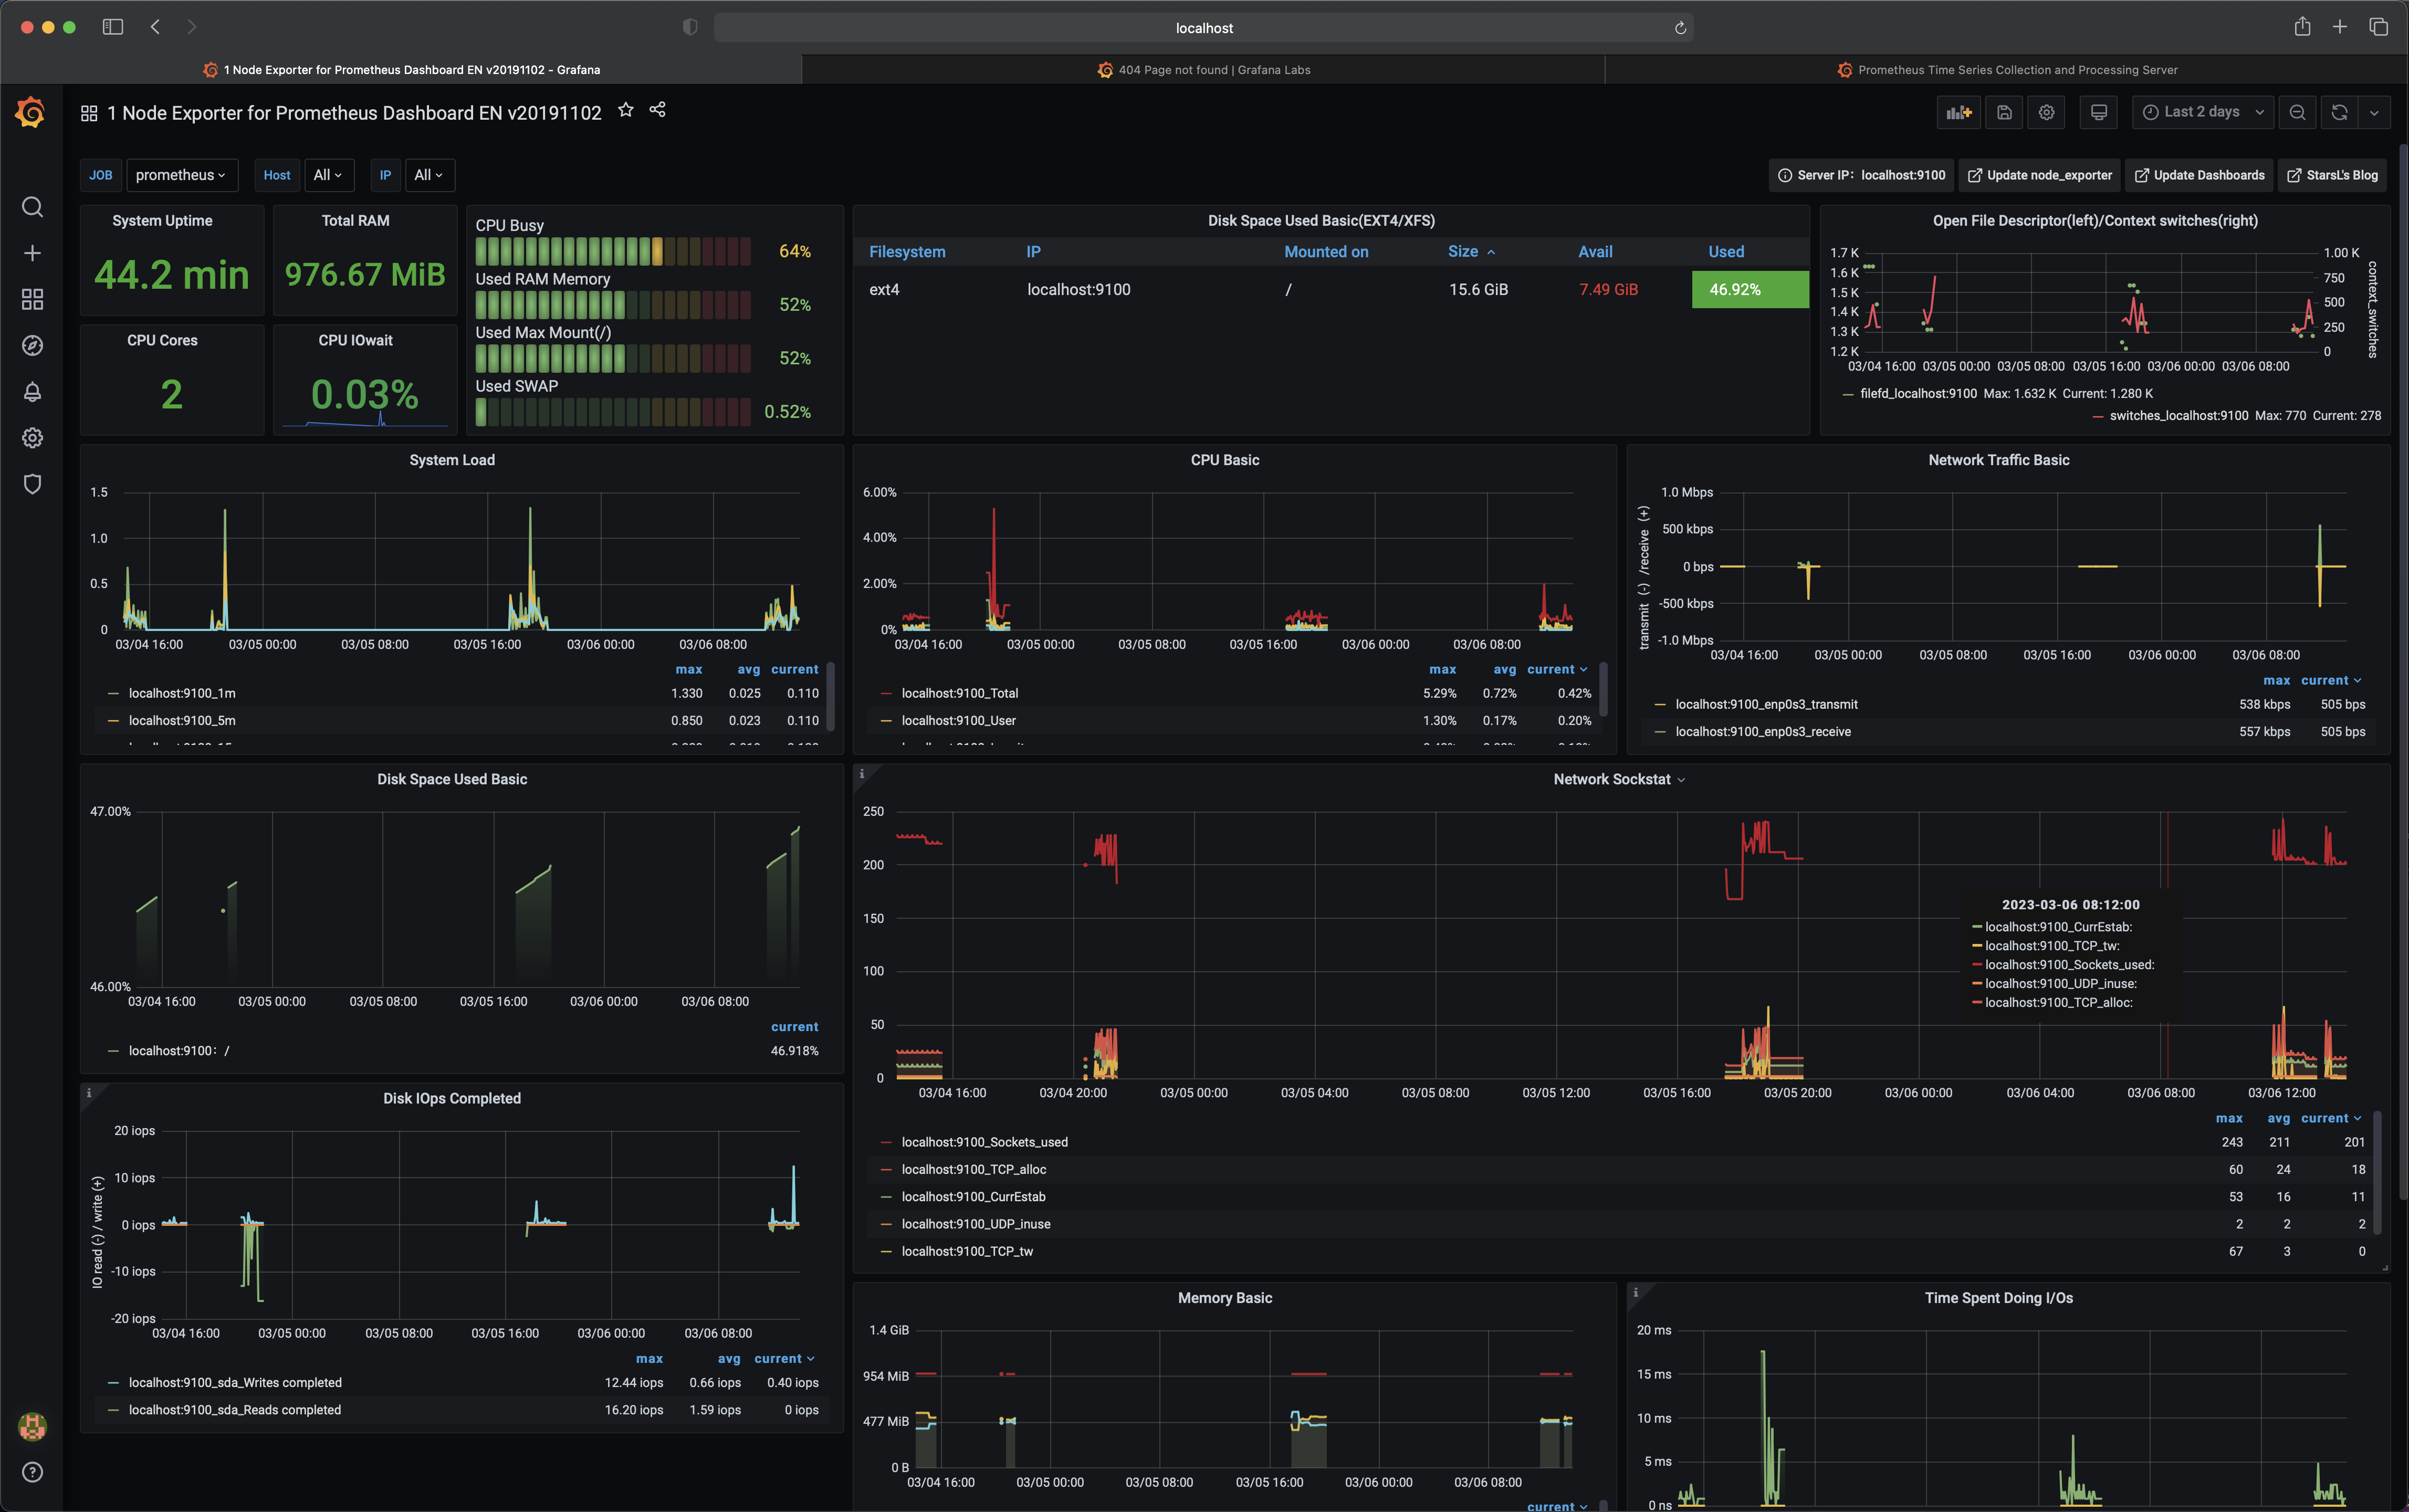 localhost
1 Node Exporter for Prometheus Dashboard EN v20191102 - Grafana
404 Page not found | Grafana Labs
Prometheus Time Series Collection and Processing Server
1 Node Exporter for Prometheus Dashboard EN v20191102
Last 2 days
JOB prometheus Host All IP All
Server IP：localhost:9100 Update node_exporter Update Dashboards StarsL's Blog
System Uptime
44.2 min
Total RAM
976.67 MiB
CPU Cores
2
CPU IOwait
0.03%
CPU Busy
64%
Used RAM Memory
52%
Used Max Mount(/)
52%
Used SWAP
0.52%
Disk Space Used Basic(EXT4/XFS)
Filesystem IP Mounted on Size Avail Used
ext4 localhost:9100 / 15.6 GiB 7.49 GiB 46.92%
Open File Descriptor(left)/Context switches(right)
1.7 K
1.6 K
1.5 K
1.4 K
1.3 K
1.2 K
1.00 K
750
500
250
0
context_switches
03/04 16:00 03/05 00:00 03/05 08:00 03/05 16:00 03/06 00:00 03/06 08:00
filefd_localhost:9100 Max: 1.632 K Current: 1.280 K
switches_localhost:9100 Max: 770 Current: 278
System Load
1.5
1.0
0.5
0
03/04 16:00 03/05 00:00 03/05 08:00 03/05 16:00 03/06 00:00 03/06 08:00
max avg current
localhost:9100_1m 1.330 0.025 0.110
localhost:9100_5m 0.850 0.023 0.110
CPU Basic
6.00%
4.00%
2.00%
0%
03/04 16:00 03/05 00:00 03/05 08:00 03/05 16:00 03/06 00:00 03/06 08:00
max avg current
localhost:9100_Total 5.29% 0.72% 0.42%
localhost:9100_User 1.30% 0.17% 0.20%
Network Traffic Basic
transmit (-) /receive (+)
1.0 Mbps
500 kbps
0 bps
-500 kbps
-1.0 Mbps
03/04 16:00 03/05 00:00 03/05 08:00 03/05 16:00 03/06 00:00 03/06 08:00
max current
localhost:9100_enp0s3_transmit 538 kbps 505 bps
localhost:9100_enp0s3_receive 557 kbps 505 bps
Disk Space Used Basic
47.00%
46.00%
03/04 16:00 03/05 00:00 03/05 08:00 03/05 16:00 03/06 00:00 03/06 08:00
current
localhost:9100：/ 46.918%
Network Sockstat
250
200
150
100
50
0
2023-03-06 08:12:00
localhost:9100_CurrEstab:
localhost:9100_TCP_tw:
localhost:9100_Sockets_used:
localhost:9100_UDP_inuse:
localhost:9100_TCP_alloc:
03/04 16:00 03/04 20:00 03/05 00:00 03/05 04:00 03/05 08:00 03/05 12:00 03/05 16:00 03/05 20:00 03/06 00:00 03/06 04:00 03/06 08:00 03/06 12:00
max avg current
localhost:9100_Sockets_used 243 211 201
localhost:9100_TCP_alloc 60 24 18
localhost:9100_CurrEstab 53 16 11
localhost:9100_UDP_inuse 2 2 2
localhost:9100_TCP_tw 67 3 0
Disk IOps Completed
IO read (-) / write (+)
20 iops
10 iops
0 iops
-10 iops
-20 iops
03/04 16:00 03/05 00:00 03/05 08:00 03/05 16:00 03/06 00:00 03/06 08:00
max avg current
localhost:9100_sda_Writes completed 12.44 iops 0.66 iops 0.40 iops
localhost:9100_sda_Reads completed 16.20 iops 1.59 iops 0 iops
Memory Basic
1.4 GiB
954 MiB
477 MiB
0 B
03/04 16:00 03/05 00:00 03/05 08:00 03/05 16:00 03/06 00:00 03/06 08:00
current
Time Spent Doing I/Os
20 ms
15 ms
10 ms
5 ms
0 ns